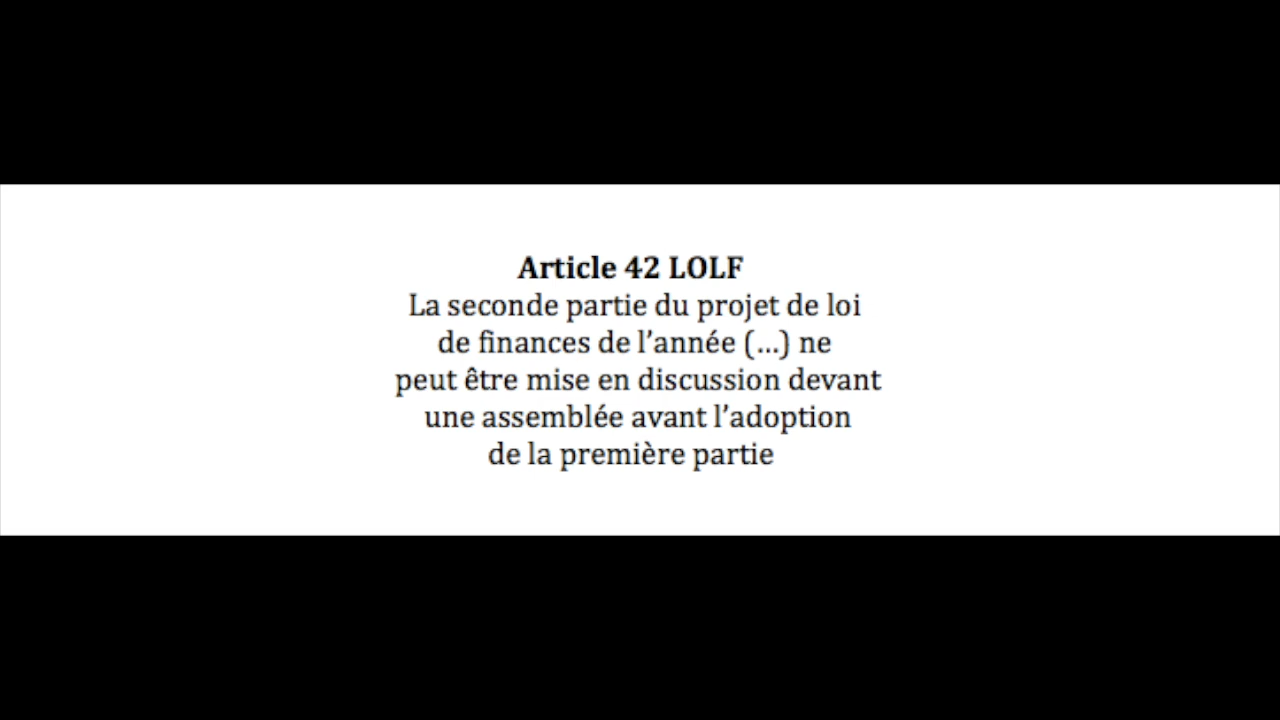 Article 42 LOLF
La seconde partie du projet de loi
de finances de l’année (…) ne
peut être mise en discussion devant
une assemblée avant l’adoption
de la première partie